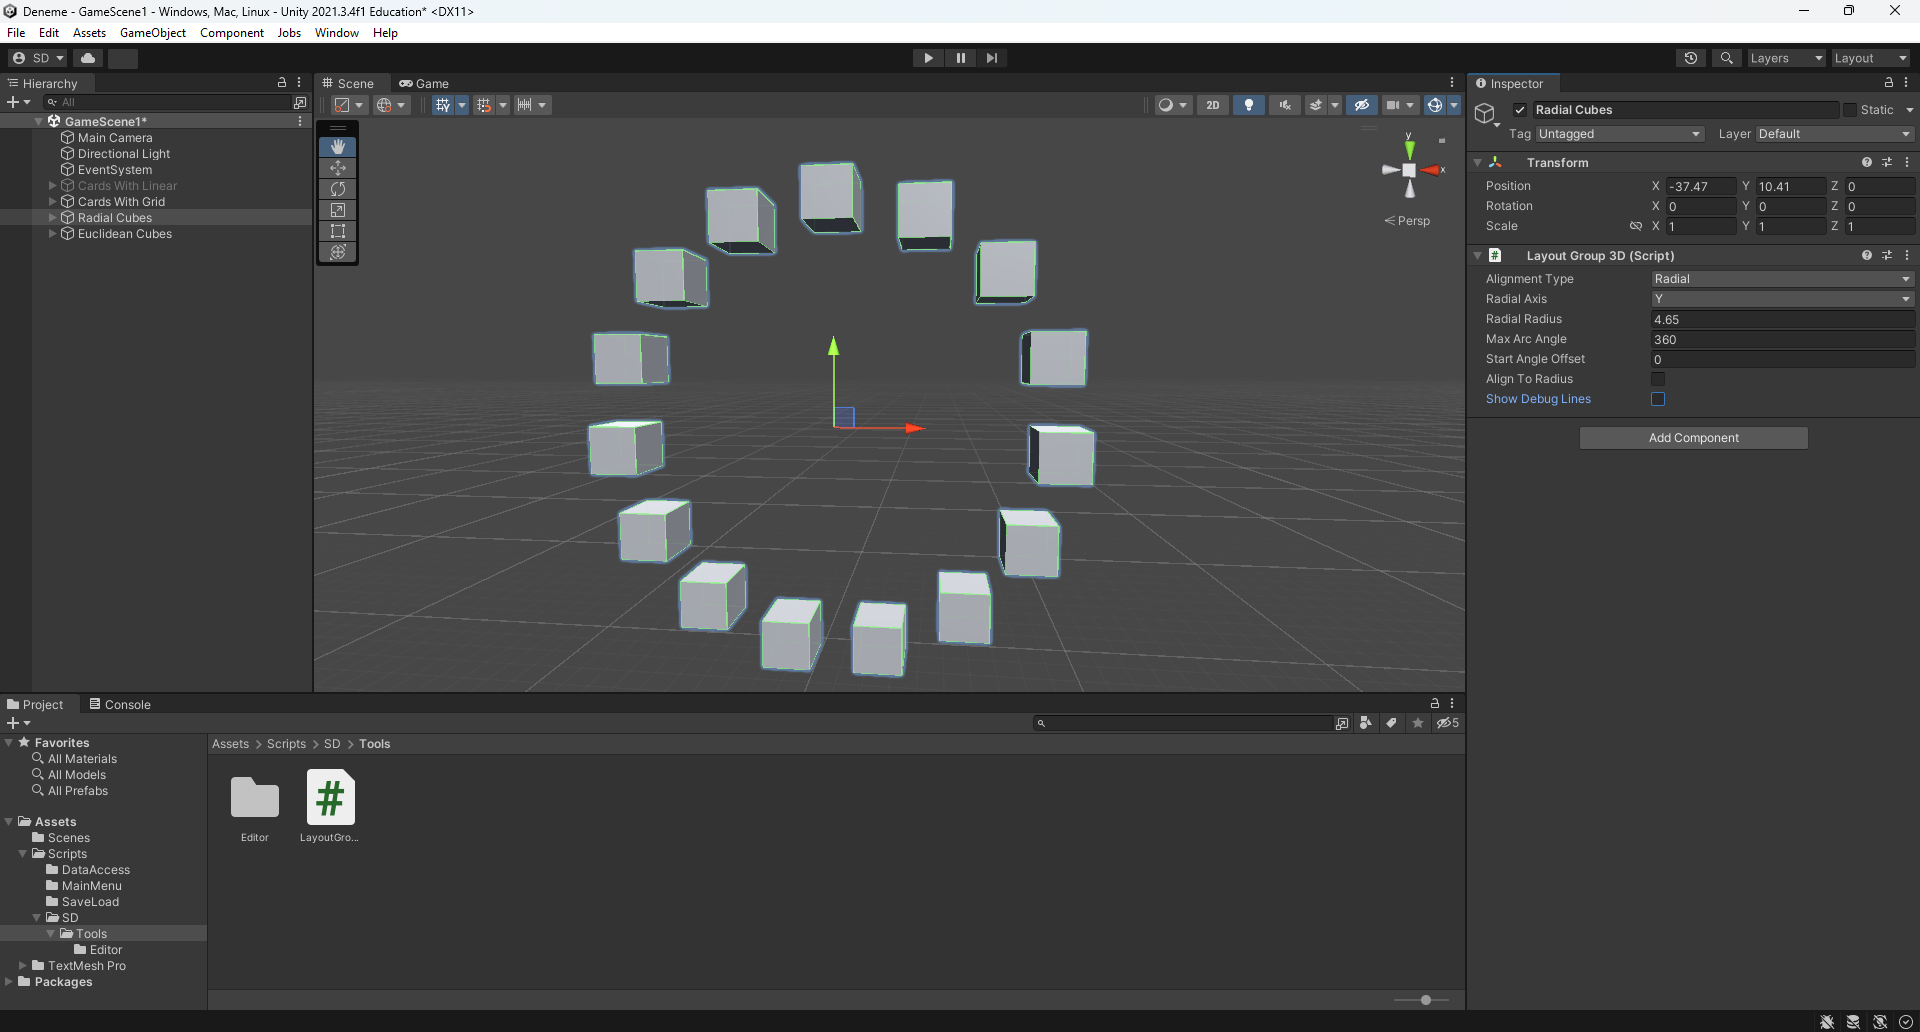 Deneme - GameScene1 - Windows, Mac, Linux - Unity 2021.3.4f1 Education* <DX11>
File Edit Assets GameObject Component Jobs Window Help
SD
Layers
Layout
Hierarchy
All
GameScene1*
Main Camera
Directional Light
EventSystem
Cards With Linear
Cards With Grid
Radial Cubes
Euclidean Cubes
Scene
Game
2D
y
x
< Persp
Inspector
Radial Cubes
Static
Tag Untagged
Layer Default
Transform
Position X -37.47 Y 10.41 Z 0
Rotation X 0 Y 0 Z 0
Scale X 1 Y 1 Z 1
# Layout Group 3D (Script)
Alignment Type Radial
Radial Axis Y
Radial Radius 4.65
Max Arc Angle 360
Start Angle Offset 0
Align To Radius
Show Debug Lines
Add Component
Project
Console
5
Favorites
All Materials
All Models
All Prefabs
Assets
Scenes
Scripts
DataAccess
MainMenu
SaveLoad
SD
Tools
Editor
TextMesh Pro
Packages
Assets > Scripts > SD > Tools
#
Editor
LayoutGro...